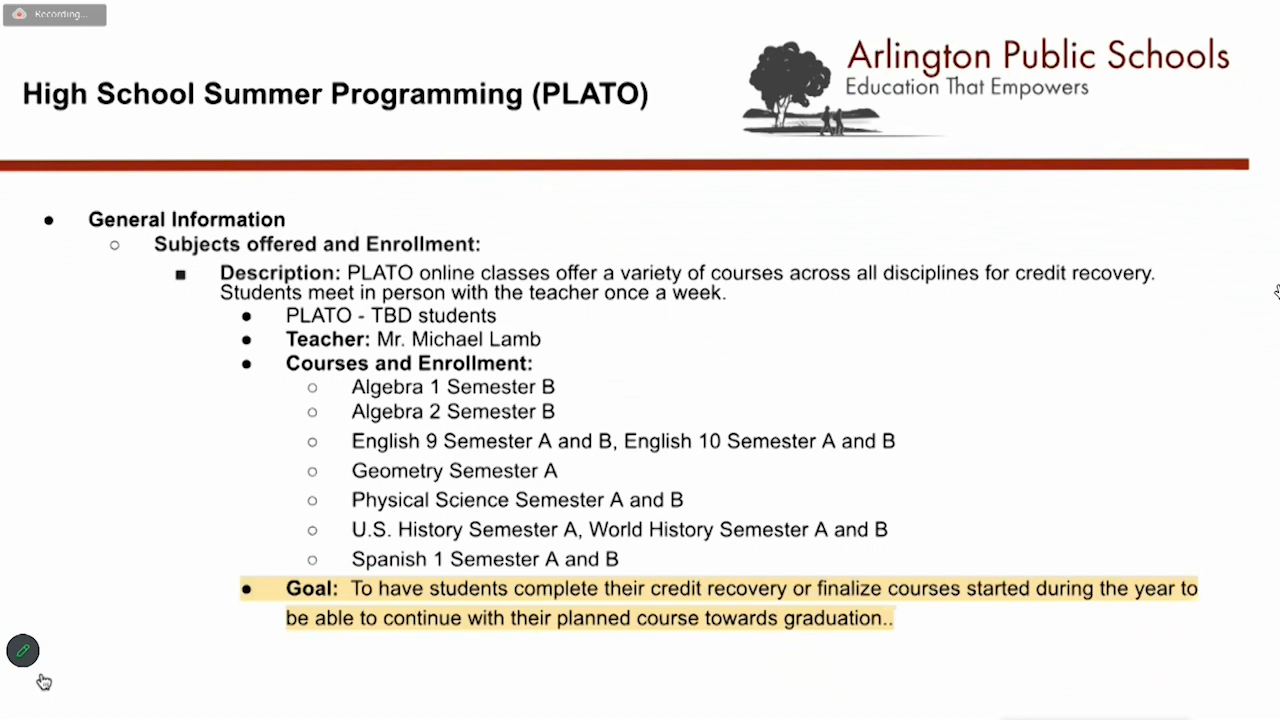 Recording...
Arlington Public Schools
Education That Empowers
High School Summer Programming (PLATO)
● General Information
○ Subjects offered and Enrollment:
■ Description: PLATO online classes offer a variety of courses across all disciplines for credit recovery.
Students meet in person with the teacher once a week.
● PLATO - TBD students
● Teacher: Mr. Michael Lamb
● Courses and Enrollment:
○ Algebra 1 Semester B
○ Algebra 2 Semester B
○ English 9 Semester A and B, English 10 Semester A and B
○ Geometry Semester A
○ Physical Science Semester A and B
○ U.S. History Semester A, World History Semester A and B
○ Spanish 1 Semester A and B
● Goal: To have students complete their credit recovery or finalize courses started during the year to
be able to continue with their planned course towards graduation..